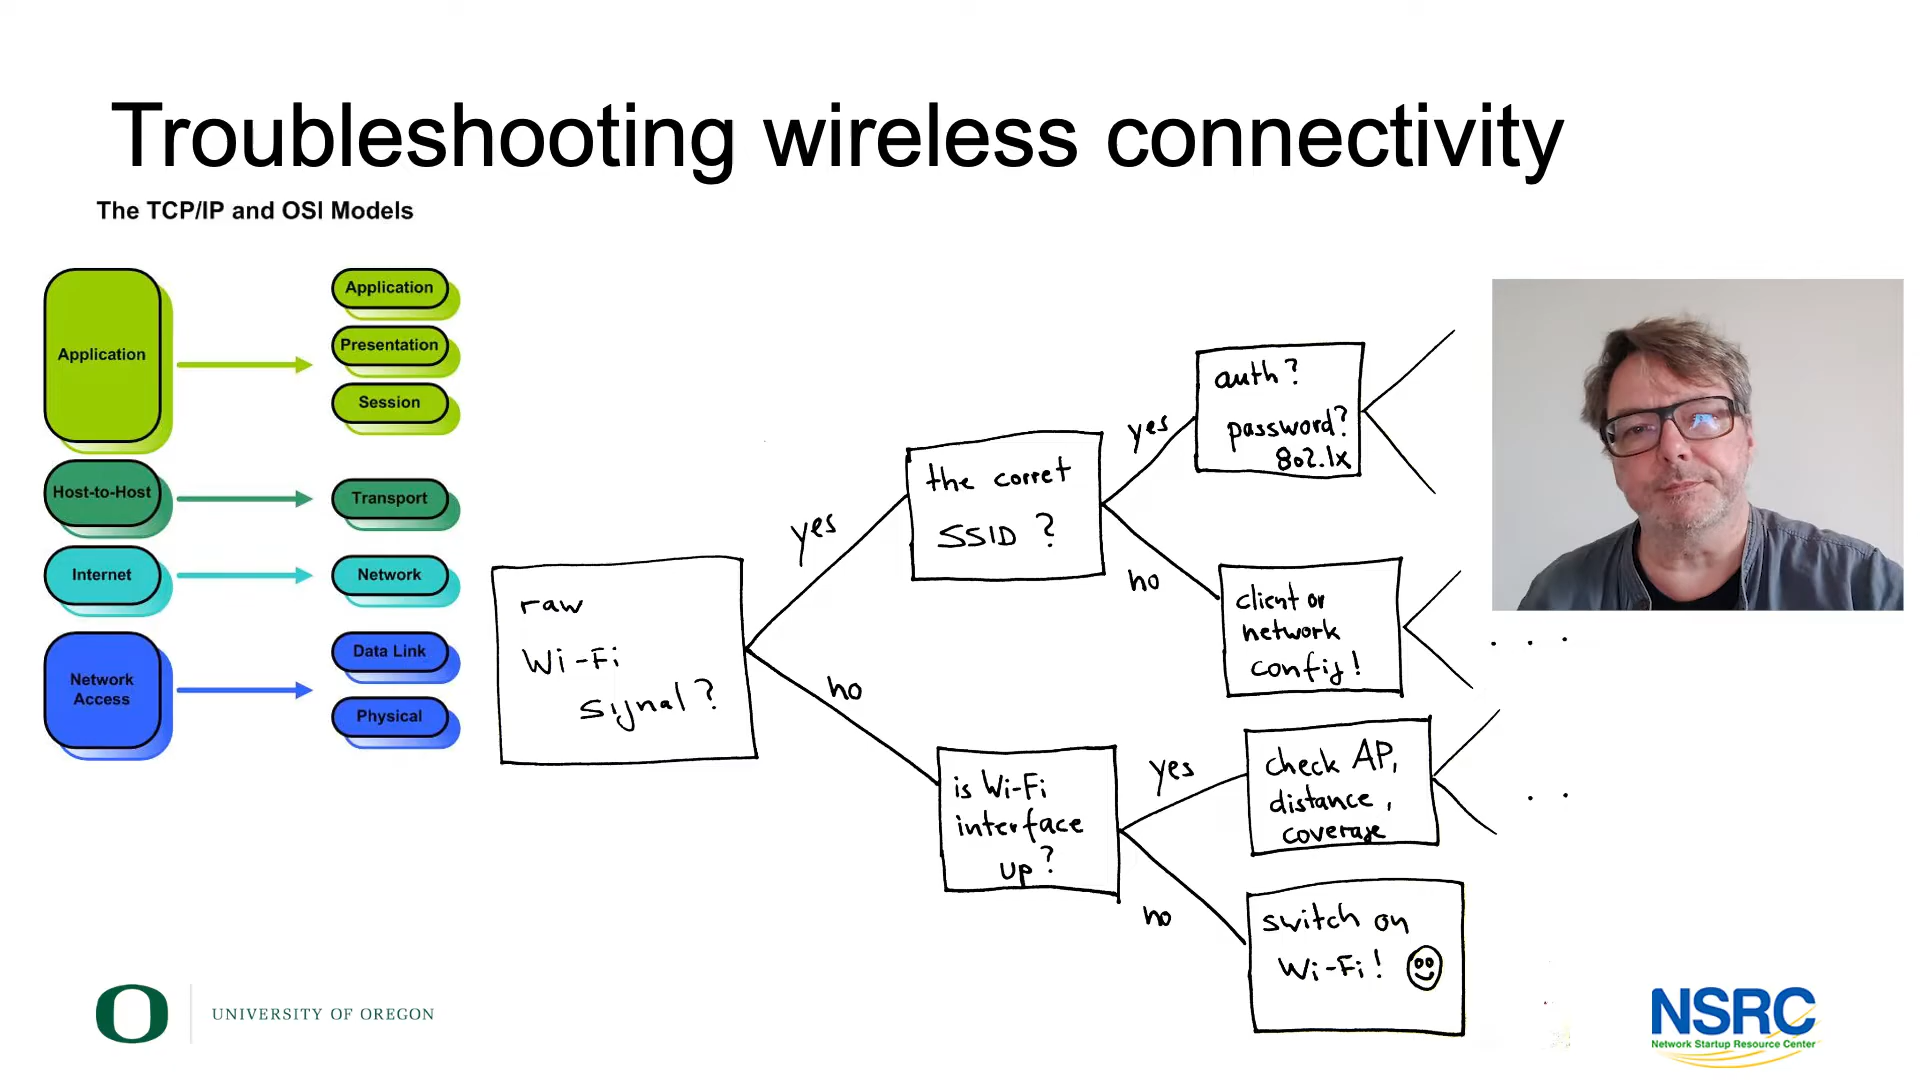 Troubleshooting wireless connectivity
The TCP/IP and OSI Models
Application
Host-to-Host
Internet
Network
Access
Application
Presentation
Session
Transport
Network
Data Link
Physical
raw
Wi-Fi
signal?
yes
no
the corret
SSID ?
yes
no
auth?
password?
802.1x
client or
network
config!
is Wi-Fi
interface
up?
yes
no
check AP,
distance,
coverage
switch on
Wi-Fi!
. . .
. .
O
UNIVERSITY OF OREGON
NSRC
Network Startup Resource Center